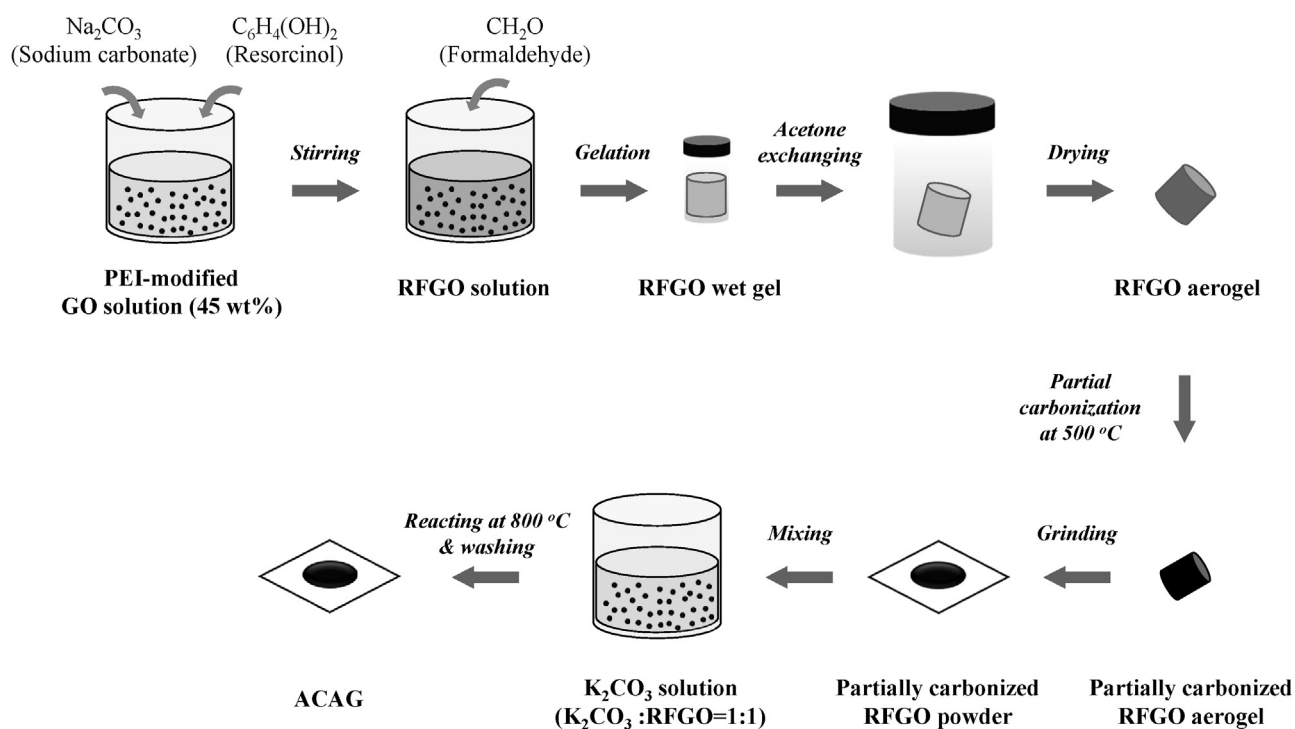 Na₂CO₃
(Sodium carbonate)
C₆H₄(OH)₂
(Resorcinol)
CH₂O
(Formaldehyde)
Stirring
Gelation
Acetone
exchanging
Drying
PEI-modified
GO solution (45 wt%)
RFGO solution
RFGO wet gel
RFGO aerogel
Partial
carbonization
at 500 °C
Grinding
Mixing
Reacting at 800 °C
& washing
ACAG
K₂CO₃ solution
(K₂CO₃ :RFGO=1:1)
Partially carbonized
RFGO powder
Partially carbonized
RFGO aerogel